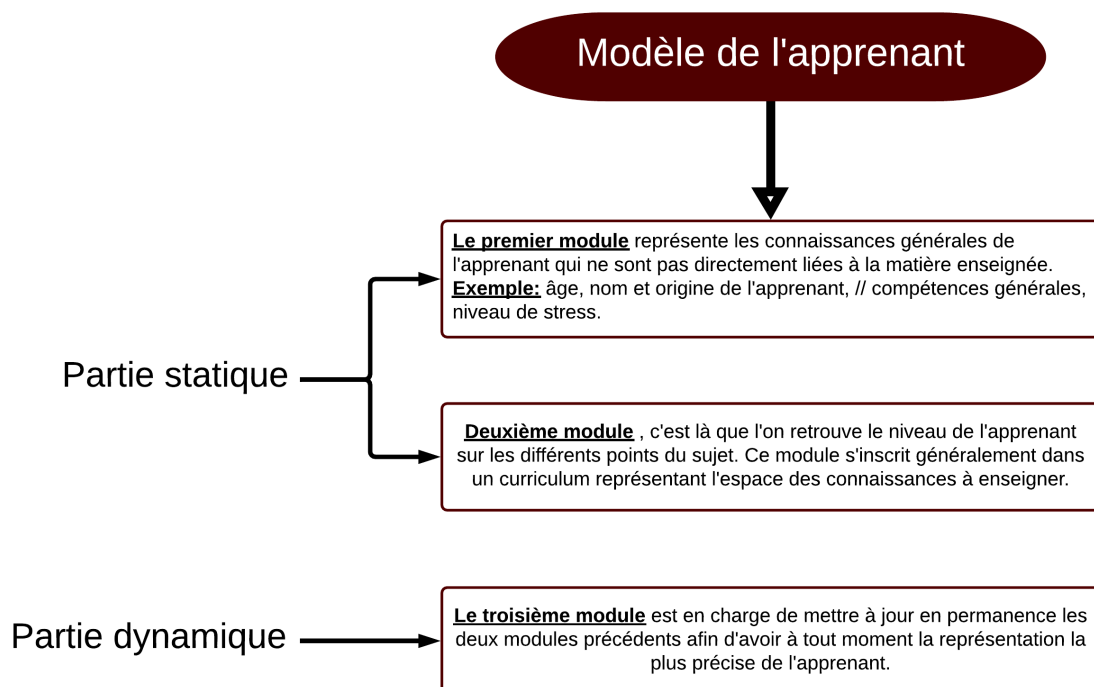 Modèle de l'apprenant
Le premier module représente les connaissances générales de
l'apprenant qui ne sont pas directement liées à la matière enseignée.
Exemple: âge, nom et origine de l'apprenant, // compétences générales,
niveau de stress.
Partie statique
Deuxième module , c'est là que l'on retrouve le niveau de l'apprenant
sur les différents points du sujet. Ce module s'inscrit généralement dans
un curriculum représentant l'espace des connaissances à enseigner.
Partie dynamique
Le troisième module est en charge de mettre à jour en permanence les
deux modules précédents afin d'avoir à tout moment la représentation la
plus précise de l'apprenant.